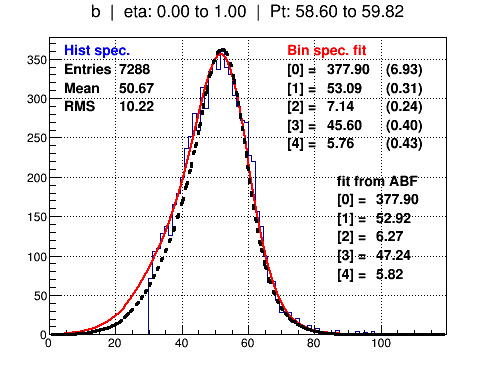 b | eta: 0.00 to 1.00 | Pt: 58.60 to 59.82
Hist spec.
Entries 7288
Mean 50.67
RMS 10.22
Bin spec. fit
[0] = 377.90 (6.93)
[1] = 53.09 (0.31)
[2] = 7.14 (0.24)
[3] = 45.60 (0.40)
[4] = 5.76 (0.43)
fit from ABF
[0] = 377.90
[1] = 52.92
[2] = 6.27
[3] = 47.24
[4] = 5.82
350
300
250
200
150
100
50
0
0 20 40 60 80 100